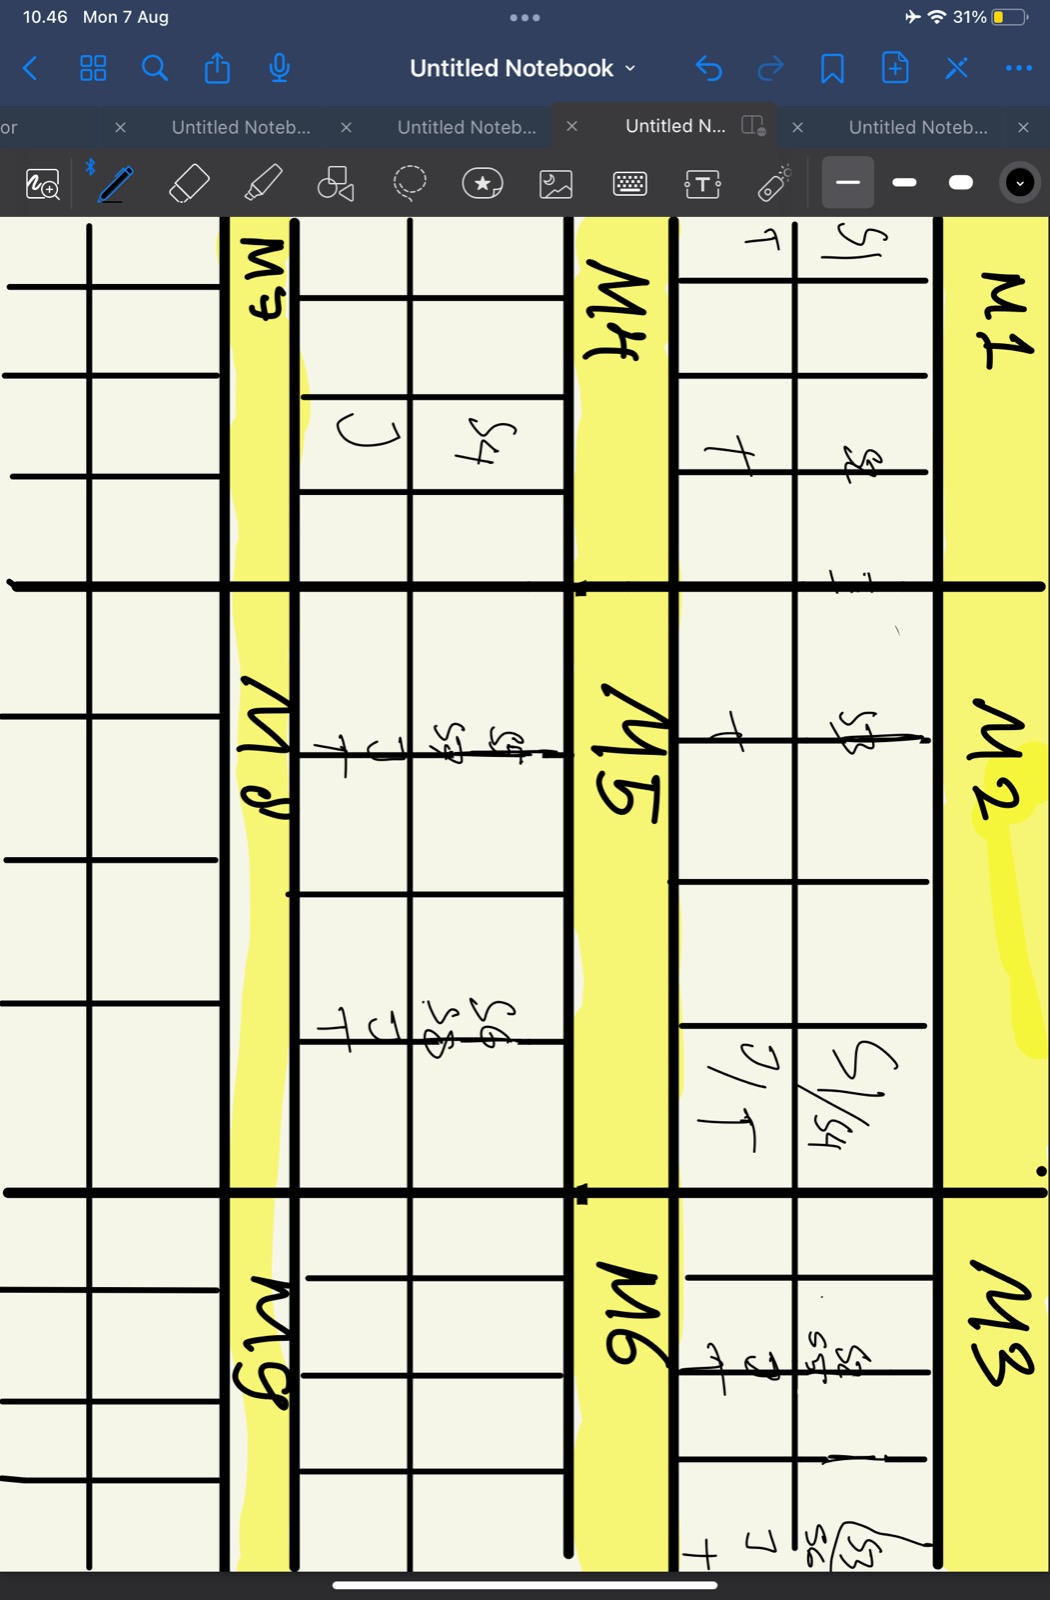 10.46 Mon 7 Aug
31%
Untitled Notebook
Untitled Noteb...
Untitled N...
Untitled Noteb...
Untitled Noteb...
or
M1 M2 M3
S1 S2 S3 S1/S4 S2 S3
S5 S6
T T T J/T J J
T T
M4 M5 M6
S4 S5 S6
S7 S8
J J J
T T
M7 M8 M9